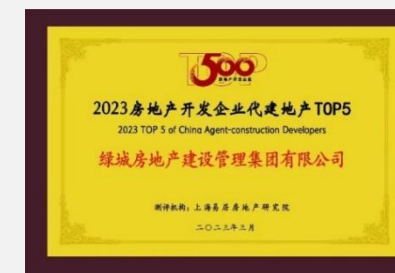 TOP
500
2023房地产开发企业代建地产TOP5
2023 TOP 5 of China Agent-construction Developers
绿城房地产建设管理集团有限公司
测评机构：上海易居房地产研究院
二〇二三年三月